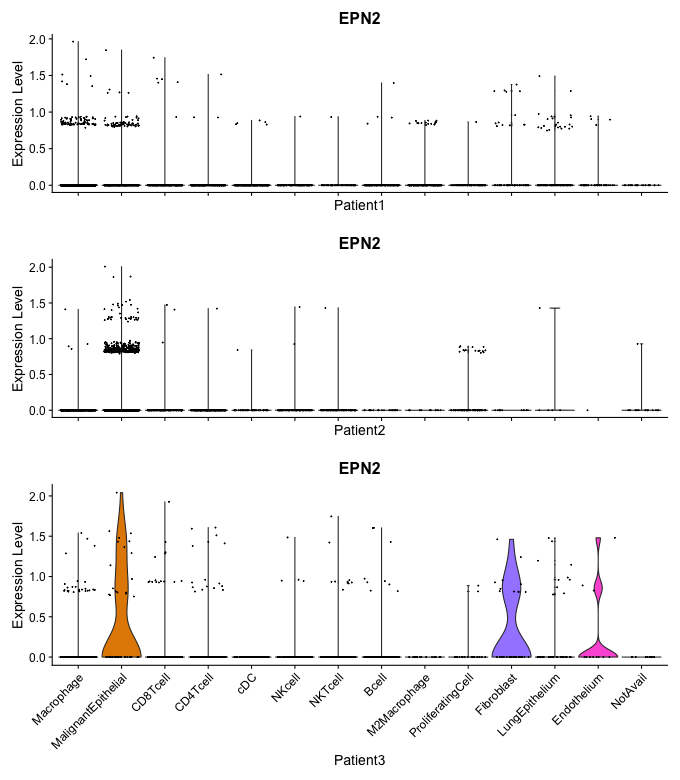 EPN2
Expression Level
2.0
1.5
1.0
0.5
0.0
Patient1
EPN2
Expression Level
2.0
1.5
1.0
0.5
0.0
Patient2
EPN2
Expression Level
2.0
1.5
1.0
0.5
0.0
Macrophage
MalignantEpithelial
CD8Tcell
CD4Tcell
cDC
NKcell
NKTcell
Bcell
M2Macrophage
ProliferatingCell
Fibroblast
LungEpithelium
Endothelium
NotAvail
Patient3